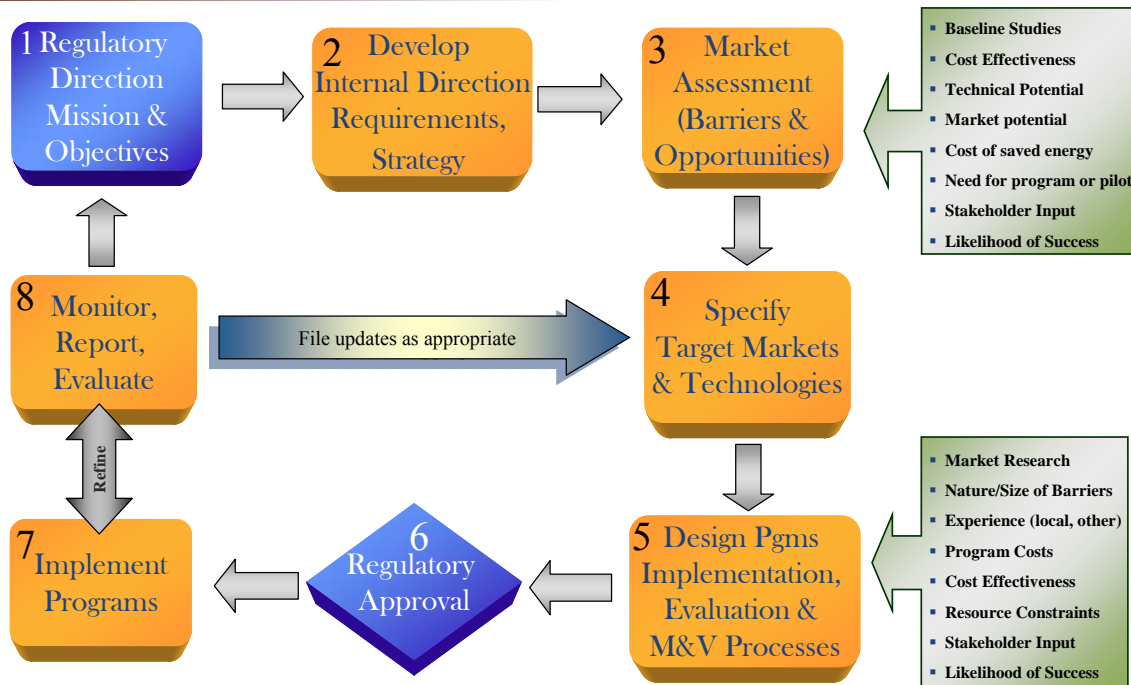 1 Regulatory
Direction
Mission &
Objectives
2 Develop
Internal Direction
Requirements,
Strategy
3 Market
Assessment
(Barriers &
Opportunities)
Baseline Studies
Cost Effectiveness
Technical Potential
Market potential
Cost of saved energy
Need for program or pilot
Stakeholder Input
Likelihood of Success
8 Monitor,
Report,
Evaluate
File updates as appropriate
4 Specify
Target Markets
& Technologies
Refine
7 Implement
Programs
6
Regulatory
Approval
5 Design Pgms
Implementation,
Evaluation &
M&V Processes
Market Research
Nature/Size of Barriers
Experience (local, other)
Program Costs
Cost Effectiveness
Resource Constraints
Stakeholder Input
Likelihood of Success